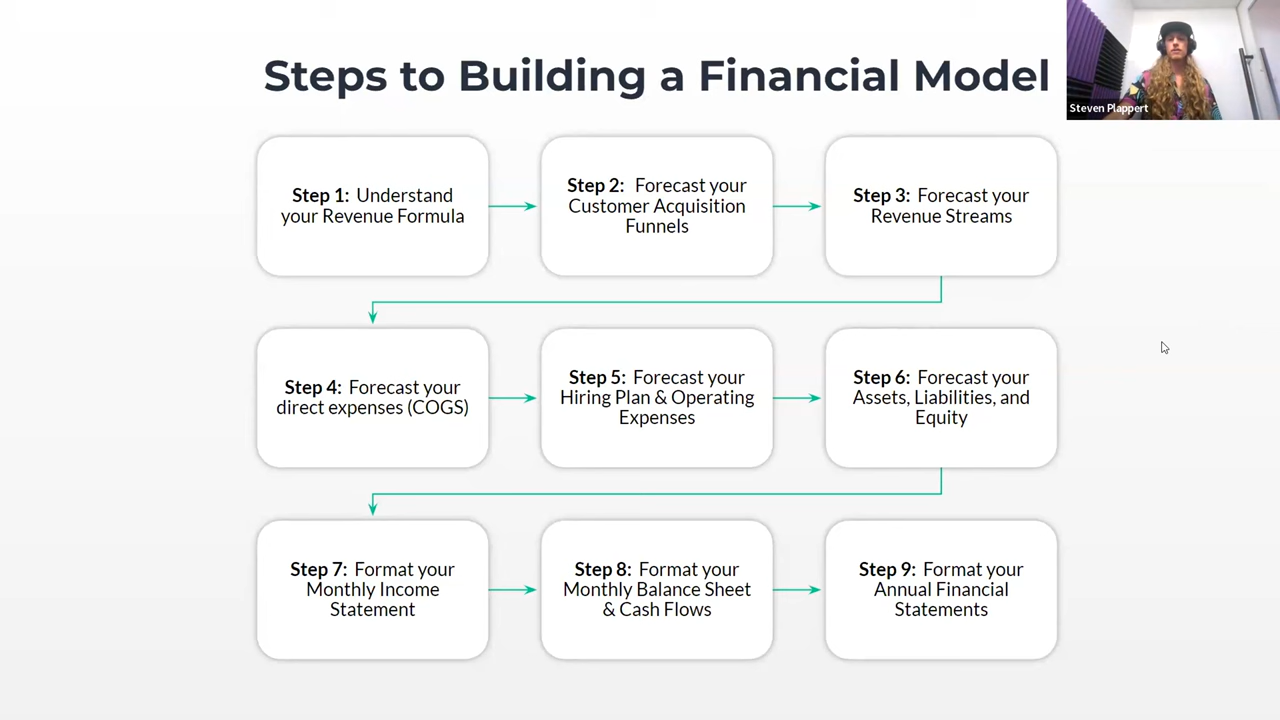 Steps to Building a Financial Model
Steven Plappert
Step 1: Understand
your Revenue Formula
Step 2: Forecast your
Customer Acquisition
Funnels
Step 3: Forecast your
Revenue Streams
Step 4: Forecast your
direct expenses (COGS)
Step 5: Forecast your
Hiring Plan & Operating
Expenses
Step 6: Forecast your
Assets, Liabilities, and
Equity
Step 7: Format your
Monthly Income
Statement
Step 8: Format your
Monthly Balance Sheet
& Cash Flows
Step 9: Format your
Annual Financial
Statements